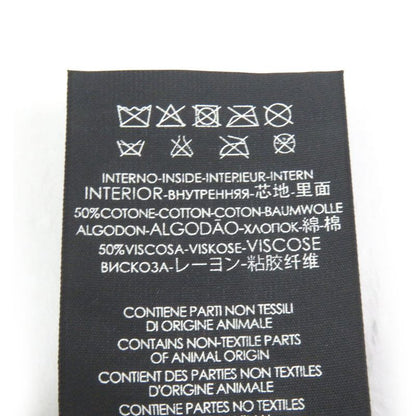 INTERNO-INSIDE-INTERIEUR-INTERN
INTERIOR-ВНУТРЕННЯЯ-芯地-里面
50%COTONE-COTTON-COTON-BAUMWOLLE
ALGODON-ALGODÃO-ХЛОПОК-綿-棉
50%VISCOSA-VISKOSE-VISCOSE
ВИСКОЗА-レーヨン-粘胶纤维
CONTIENE PARTI NON TESSILI
DI ORIGINE ANIMALE
CONTAINS NON-TEXTILE PARTS
OF ANIMAL ORIGIN
CONTIENT DES PARTIES NON TEXTILES
D'ORIGINE ANIMALE
CONTIENE PARTES NO TEXTILES